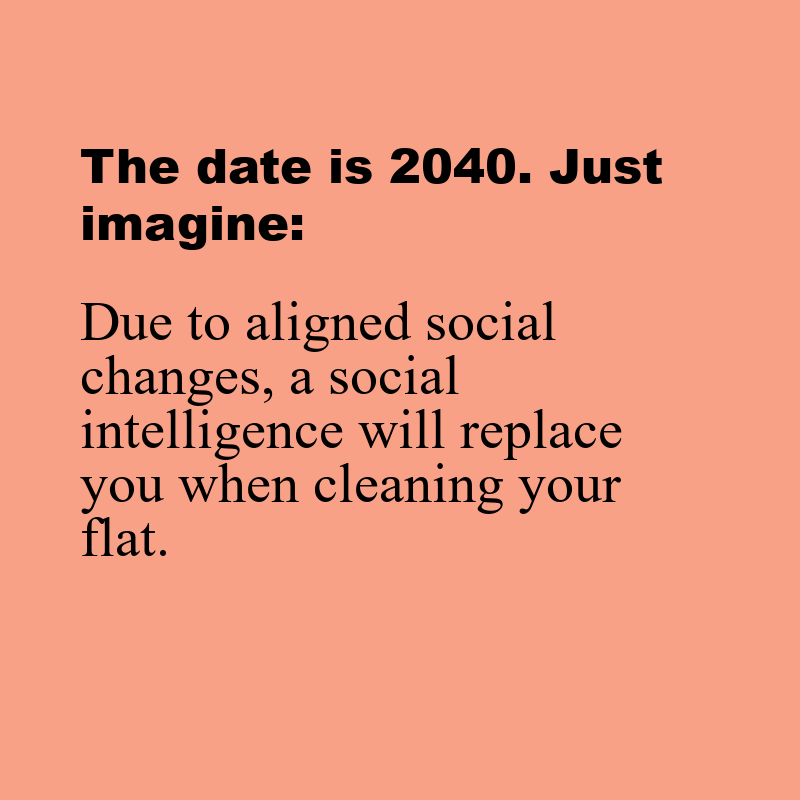 The date is 2040. Just
imagine:
Due to aligned social
changes, a social
intelligence will replace
you when cleaning your
flat.